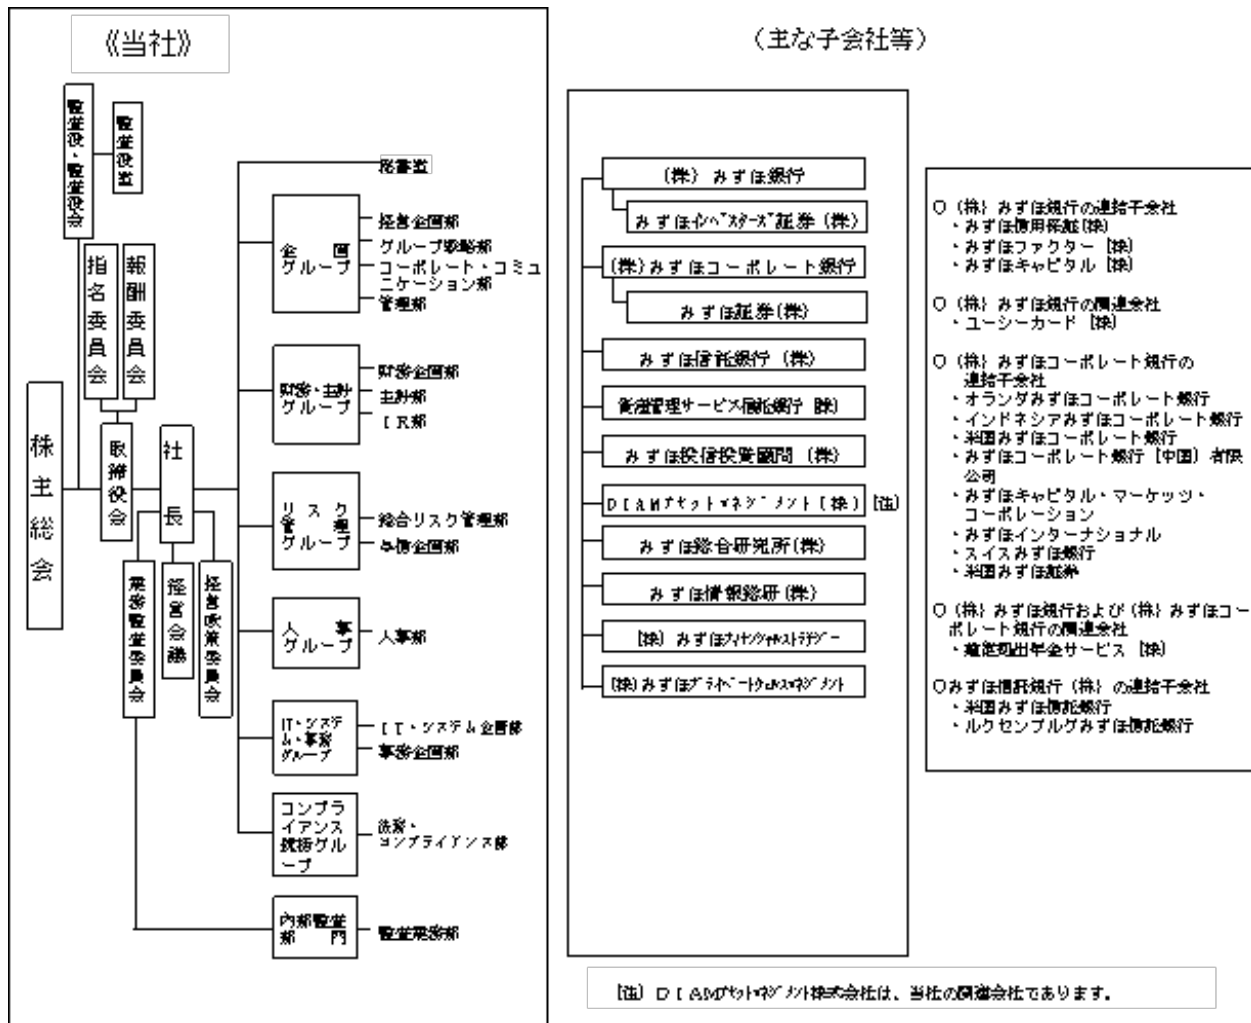 《当社》
(主な子会社等)
監査役・監査役会
監査役室
指名委員会
報酬委員会
株主総会
取締役会
社長
業務監査委員会
経営会議
経営政策委員会
秘書室
企画
グループ
経営企画部
グループ戦略部
コーポレート・コミュ
ニケーション部
管理部
財務・主計
グループ
財務企画部
主計部
IR部
リスク
管理
グループ
総合リスク管理部
与信企画部
人事
グループ
人事部
IT・システ
ム・事務
グループ
IT・システム企画部
事務企画部
コンプラ
イアンス
統括グル
ープ
法務・
コンプライアンス部
内部監査
部門
監査業務部
(株)みずほ銀行
みずほインベスターズ証券(株)
(株)みずほコーポレート銀行
みずほ証券(株)
みずほ信託銀行(株)
資産管理サービス信託銀行(株)
みずほ投信投資顧問(株)
DIAMアセットマネジメント(株)
(注)
みずほ総合研究所(株)
みずほ情報総研(株)
(株)みずほフィナンシャルストラテジー
(株)みずほプライベートウェルスマネジメント
○(株)みずほ銀行の連結子会社
・みずほ信用保証(株)
・みずほファクター(株)
・みずほキャピタル(株)
○(株)みずほ銀行の関連会社
・ユーシーカード(株)
○(株)みずほコーポレート銀行の
連結子会社
・オランダみずほコーポレート銀行
・インドネシアみずほコーポレート銀行
・米国みずほコーポレート銀行
・みずほコーポレート銀行(中国)有限
公司
・みずほキャピタル・マーケッツ・
コーポレーション
・みずほインターナショナル
・スイスみずほ銀行
・米国みずほ証券
○(株)みずほ銀行および(株)みずほコー
ポレート銀行の関連会社
・確定拠出年金サービス(株)
○みずほ信託銀行(株)の連結子会社
・米国みずほ信託銀行
・ルクセンブルグみずほ信託銀行
(注)DIAMアセットマネジメント株式会社は、当社の関連会社であります。